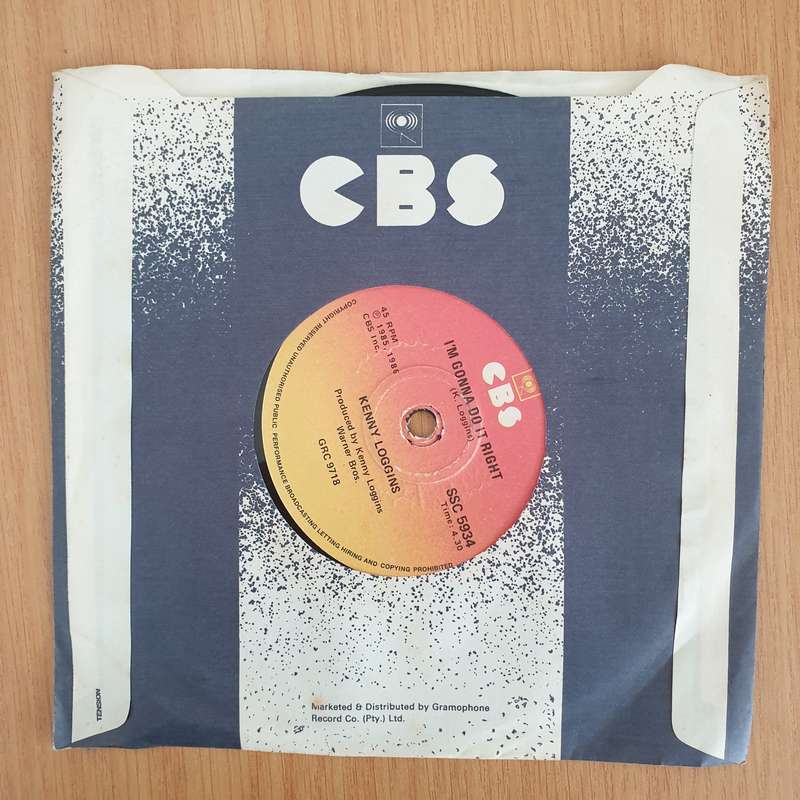 CBS
CBS
I'M GONNA DO IT RIGHT
(K. Loggins)
SSC 5934
Time: 4.30
45 RPM
℗ 1985, 1986
CBS Inc.
KENNY LOGGINS
Produced by Kenny Loggins
Warner Bros.
GRC 9718
COPYRIGHT RESERVED UNAUTHORISED PUBLIC PERFORMANCE BROADCASTING LETTING HIRING AND COPYING PROHIBITED
Marketed & Distributed by Gramophone
Record Co. (Pty.) Ltd.
TENSION